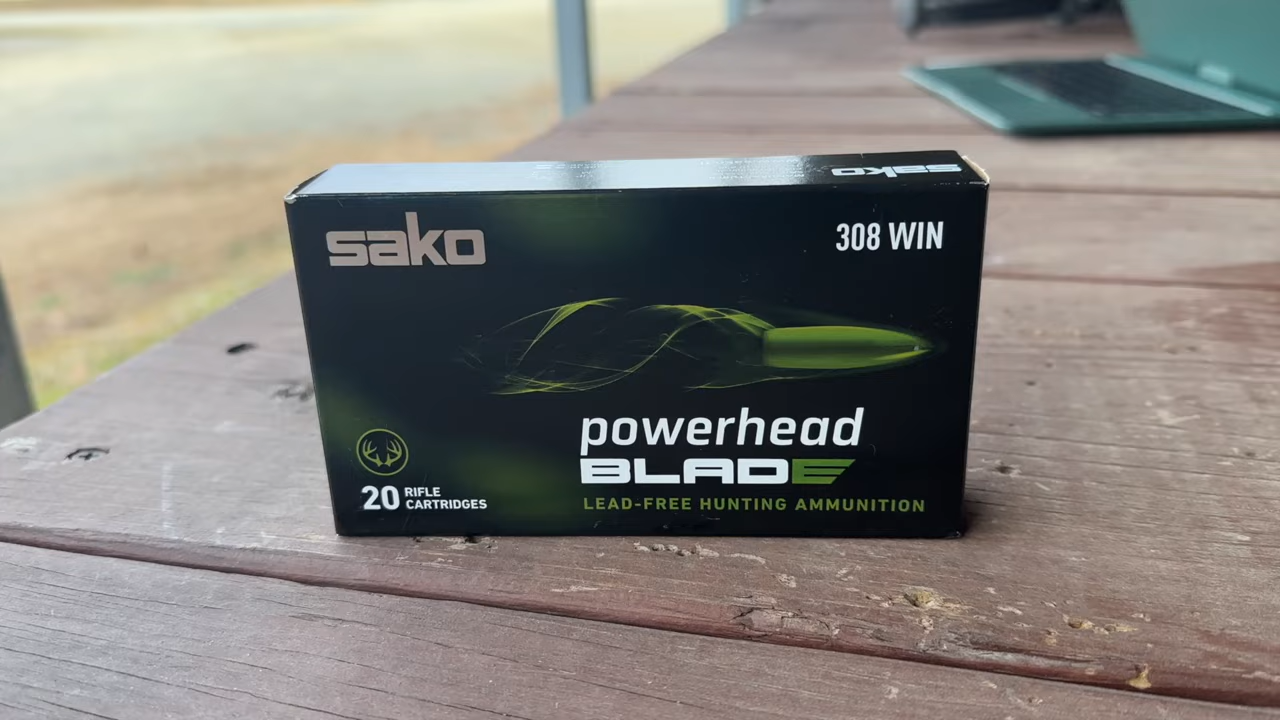 sako
sako
308 WIN
powerhead
BLADE
LEAD-FREE HUNTING AMMUNITION
20 RIFLE
CARTRIDGES